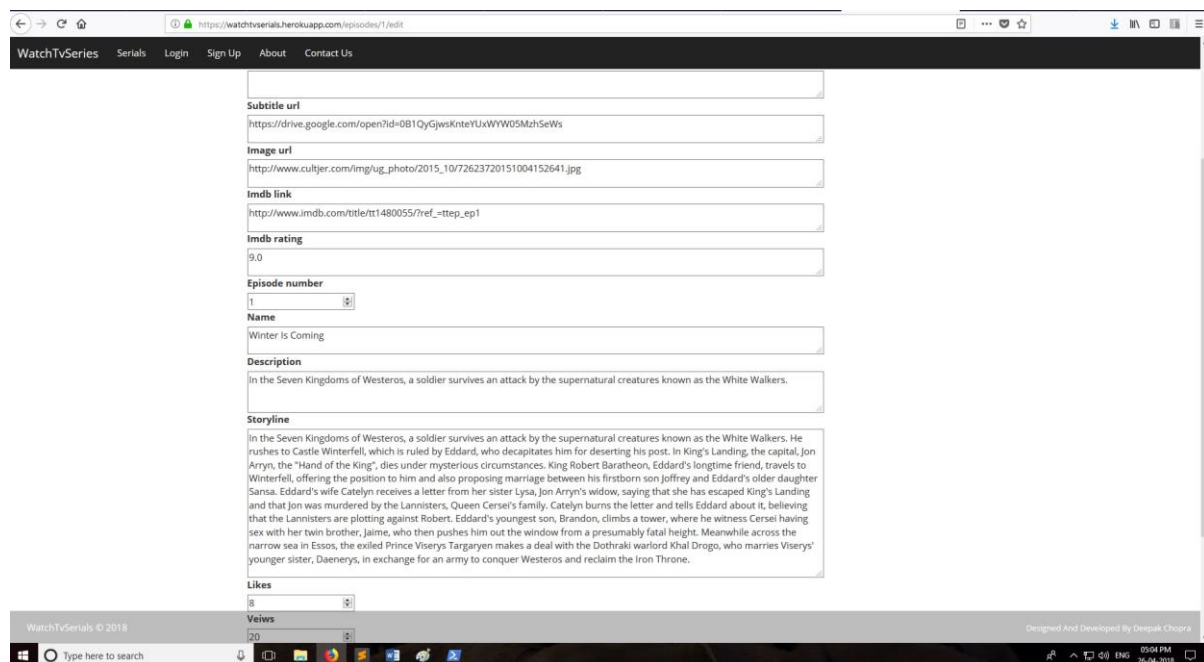 https://watchtvserials.herokuapp.com/episodes/1/edit
WatchTvSeries Serials Login Sign Up About Contact Us
Subtitle url
https://drive.google.com/open?id=0B1QyGjwsKnteYUxWYW05MzhSeWs
Image url
http://www.cultjer.com/img/ug_photo/2015_10/72623720151004152641.jpg
Imdb link
http://www.imdb.com/title/tt1480055/?ref_=ttep_ep1
Imdb rating
9.0
Episode number
1
Name
Winter Is Coming
Description
In the Seven Kingdoms of Westeros, a soldier survives an attack by the supernatural creatures known as the White Walkers.
Storyline
In the Seven Kingdoms of Westeros, a soldier survives an attack by the supernatural creatures known as the White Walkers. He
rushes to Castle Winterfell, which is ruled by Eddard, who decapitates him for deserting his post. In King's Landing, the capital, Jon
Arryn, the "Hand of the King", dies under mysterious circumstances. King Robert Baratheon, Eddard's longtime friend, travels to
Winterfell, offering the position to him and also proposing marriage between his firstborn son Joffrey and Eddard's older daughter
Sansa. Eddard's wife Catelyn receives a letter from her sister Lysa, Jon Arryn's widow, saying that she has escaped King's Landing
and that Jon was murdered by the Lannisters, Queen Cersei's family. Catelyn burns the letter and tells Eddard about it, believing
that the Lannisters are plotting against Robert. Eddard's youngest son, Brandon, climbs a tower, where he witness Cersei having
sex with her twin brother, Jaime, who then pushes him out the window from a presumably fatal height. Meanwhile across the
narrow sea in Essos, the exiled Prince Viserys Targaryen makes a deal with the Dothraki warlord Khal Drogo, who marries Viserys'
younger sister, Daenerys, in exchange for an army to conquer Westeros and reclaim the Iron Throne.
Likes
8
Veiws
20
WatchTvSerials © 2018 Designed And Developed By Deepak Chopra
Type here to search ENG 05:04 PM
26-04-2018